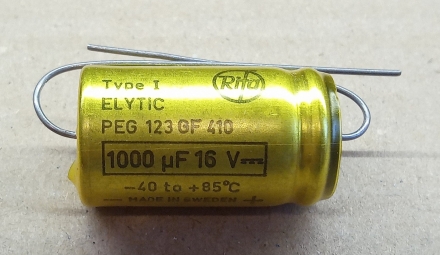 Type I
Rifa
ELYTIC
PEG 123 GF 410
1000 µF 16 V⎓
−40 to +85°C
− MADE IN SWEDEN +